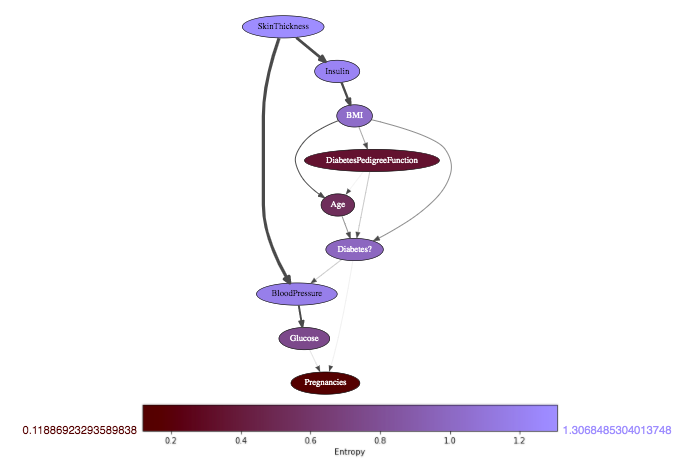 SkinThickness
Insulin
BMI
DiabetesPedigreeFunction
Age
Diabetes?
BloodPressure
Glucose
Pregnancies
0.11886923293589838
1.3068485304013748
0.2 0.4 0.6 0.8 1.0 1.2
Entropy